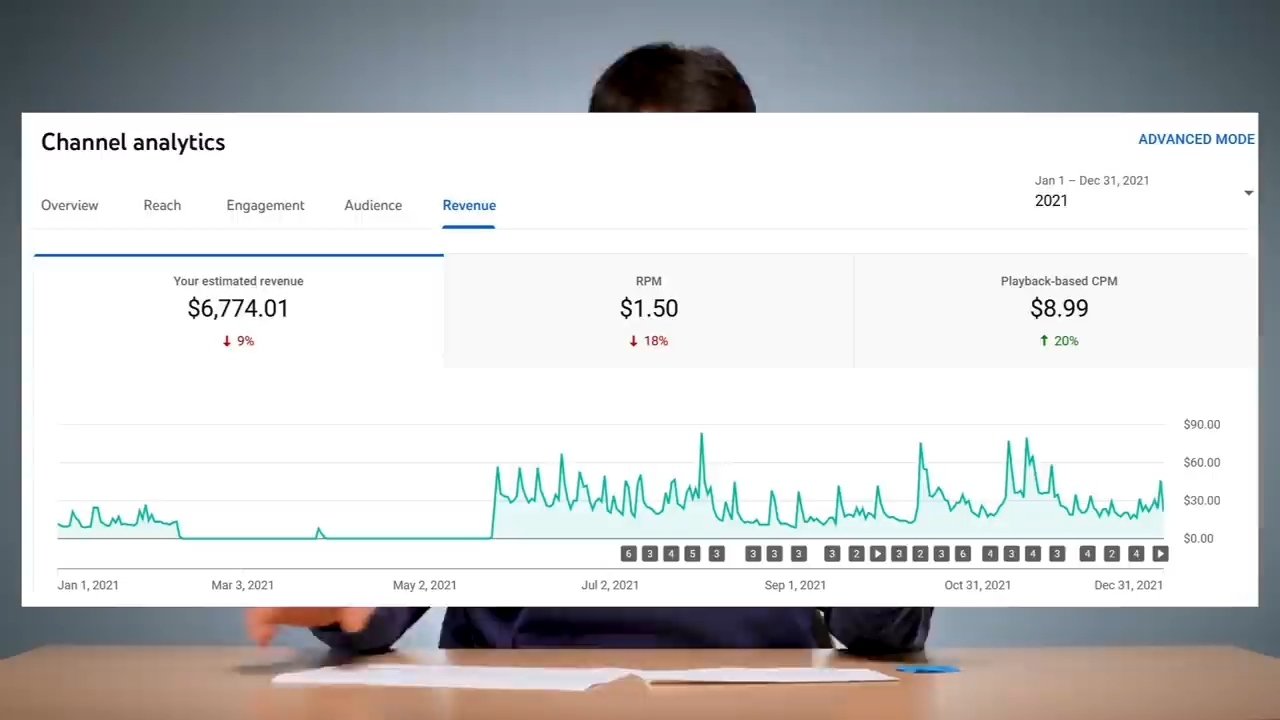 Channel analytics
ADVANCED MODE
Jan 1 – Dec 31, 2021
2021
Overview Reach Engagement Audience Revenue
Your estimated revenue
$6,774.01
9%
RPM
$1.50
18%
Playback-based CPM
$8.99
20%
$90.00
$60.00
$30.00
$0.00
6 3 4 5 3 3 3 3 3 2 3 2 3 6 4 3 4 3 4 2 4
Jan 1, 2021 Mar 3, 2021 May 2, 2021 Jul 2, 2021 Sep 1, 2021 Oct 31, 2021 Dec 31, 2021